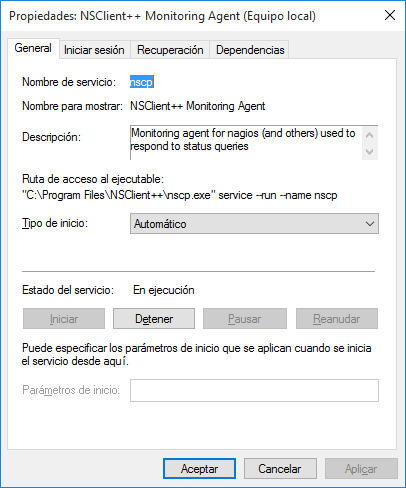 Propiedades: NSClient++ Monitoring Agent (Equipo local)
General Iniciar sesión Recuperación Dependencias
Nombre de servicio: nscp
Nombre para mostrar: NSClient++ Monitoring Agent
Descripción: Monitoring agent for nagios (and others) used to
respond to status queries
Ruta de acceso al ejecutable:
"C:\Program Files\NSClient++\nscp.exe" service --run --name nscp
Tipo de inicio: Automático
Estado del servicio: En ejecución
Iniciar Detener Pausar Reanudar
Puede especificar los parámetros de inicio que se aplican cuando se inicia
el servicio desde aquí.
Parámetros de inicio:
Aceptar Cancelar Aplicar